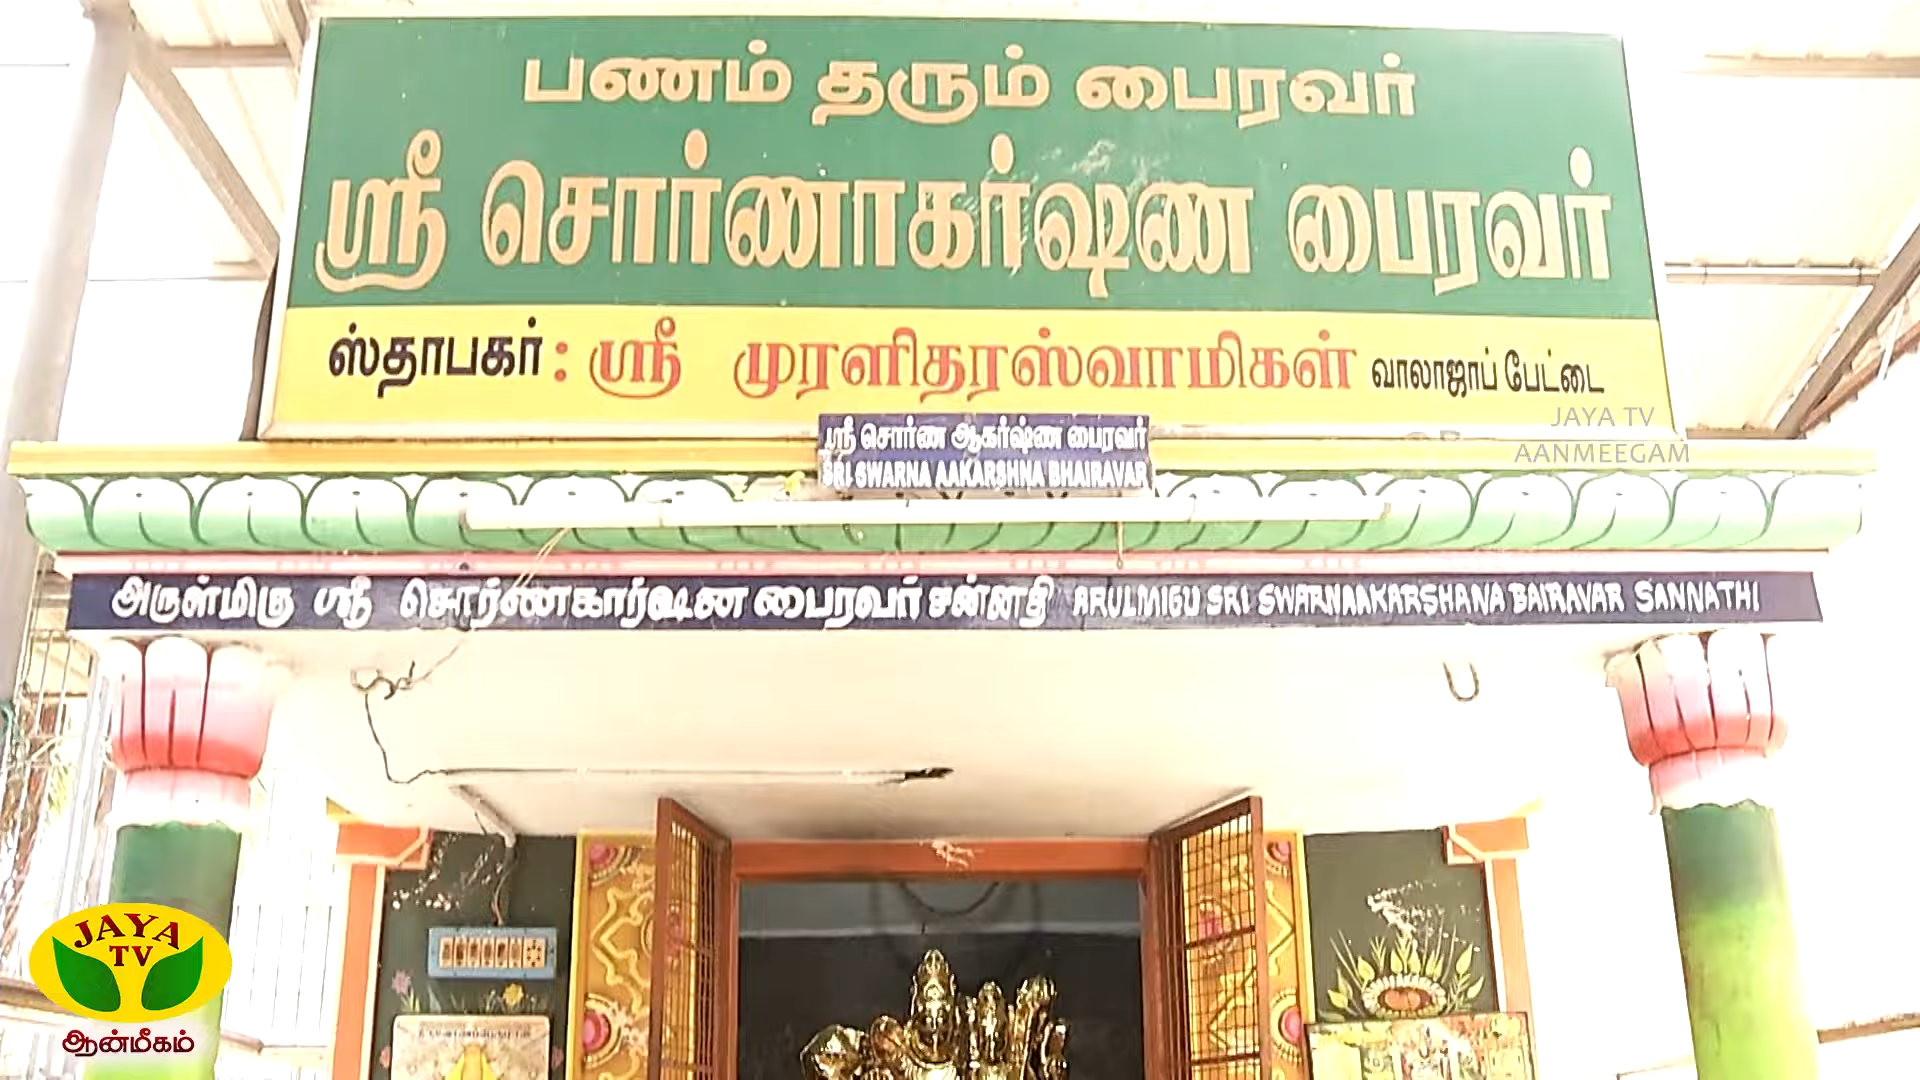 பணம் தரும் பைரவர்
ஸ்ரீ சொர்ணாகர்ஷண பைரவர்
ஸ்தாபகர் : ஸ்ரீ முரளிதரஸ்வாமிகள் வாலாஜாப் பேட்டை
JAYA TV
AANMEEGAM
ஸ்ரீ சொர்ண ஆகர்ஷ்ண பைரவர்
SRI SWARNA AAKARSHNA BHAIRAVAR
அருள்மிகு ஸ்ரீ சொர்ணகார்ஷன பைரவர் சன்னதி ARULMIGU SRI SWARNAAKARSHANA BAIRAVAR SANNATHI
JAYA
TV
ஆன்மீகம்